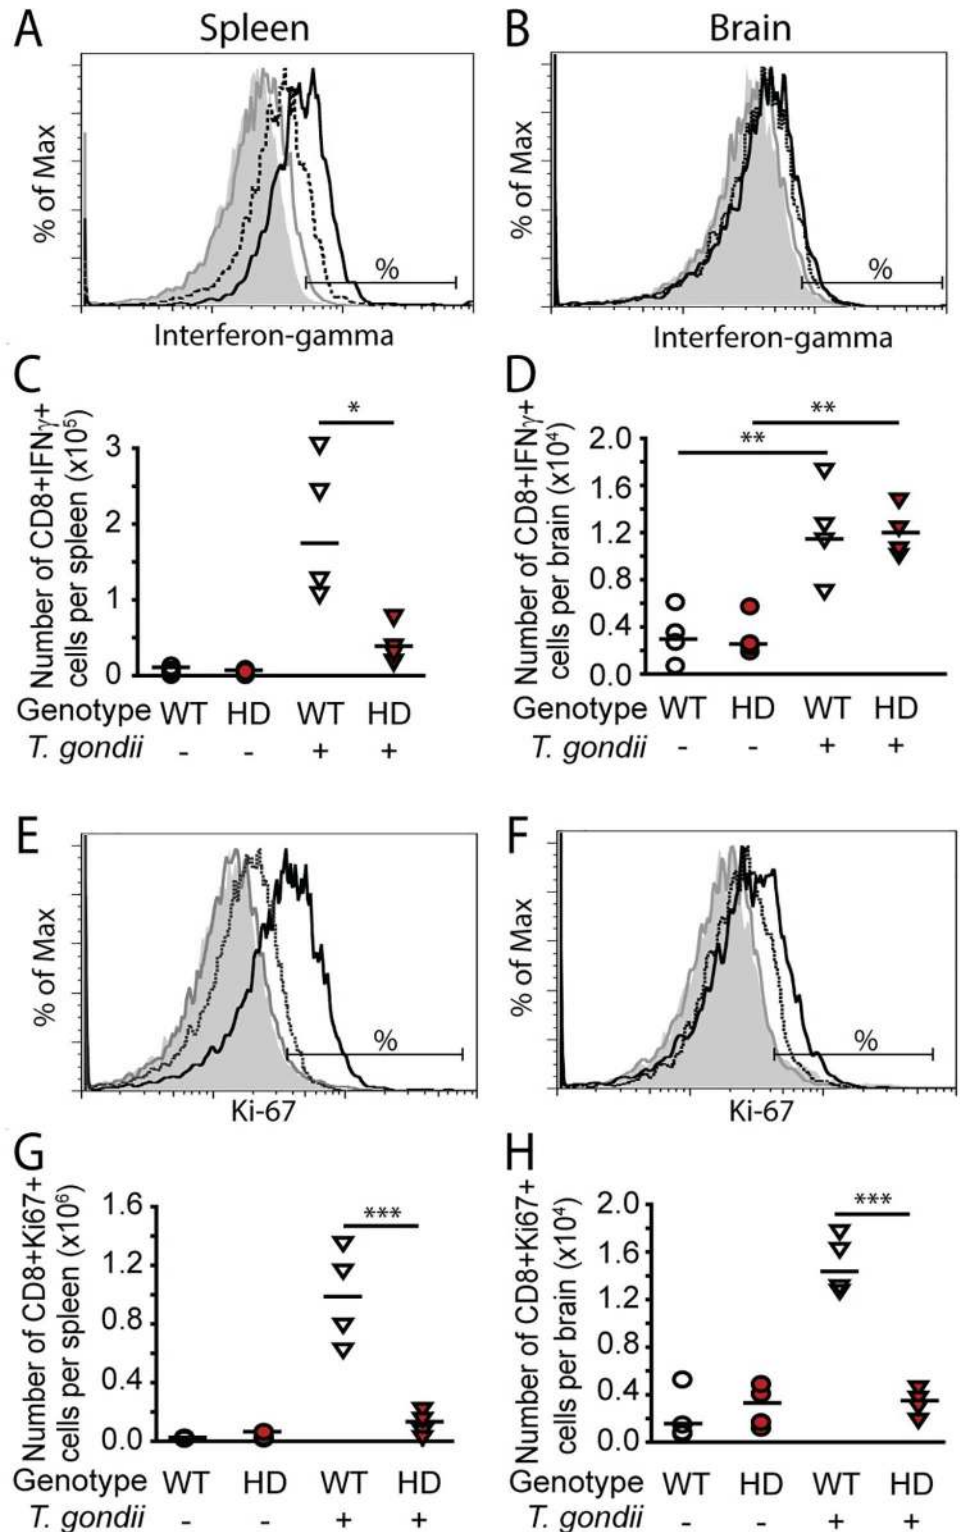 A Spleen
B Brain
% of Max
%
Interferon-gamma
% of Max
%
Interferon-gamma
C
Number of CD8+IFNγ+
cells per spleen (x10⁵)
3
2
1
0
*
Genotype WT HD WT HD
T. gondii - - + +
D
Number of CD8+IFNγ+
cells per brain (x10⁴)
2.0
1.6
1.2
0.8
0.4
0.0
**
**
Genotype WT HD WT HD
T. gondii - - + +
E
% of Max
%
Ki-67
F
% of Max
%
Ki-67
G
Number of CD8+Ki67+
cells per spleen (x10⁶)
1.6
1.2
0.8
0.4
0.0
***
Genotype WT HD WT HD
T. gondii - - + +
H
Number of CD8+Ki67+
cells per brain (x10⁴)
2.0
1.6
1.2
0.8
0.4
0.0
***
Genotype WT HD WT HD
T. gondii - - + +